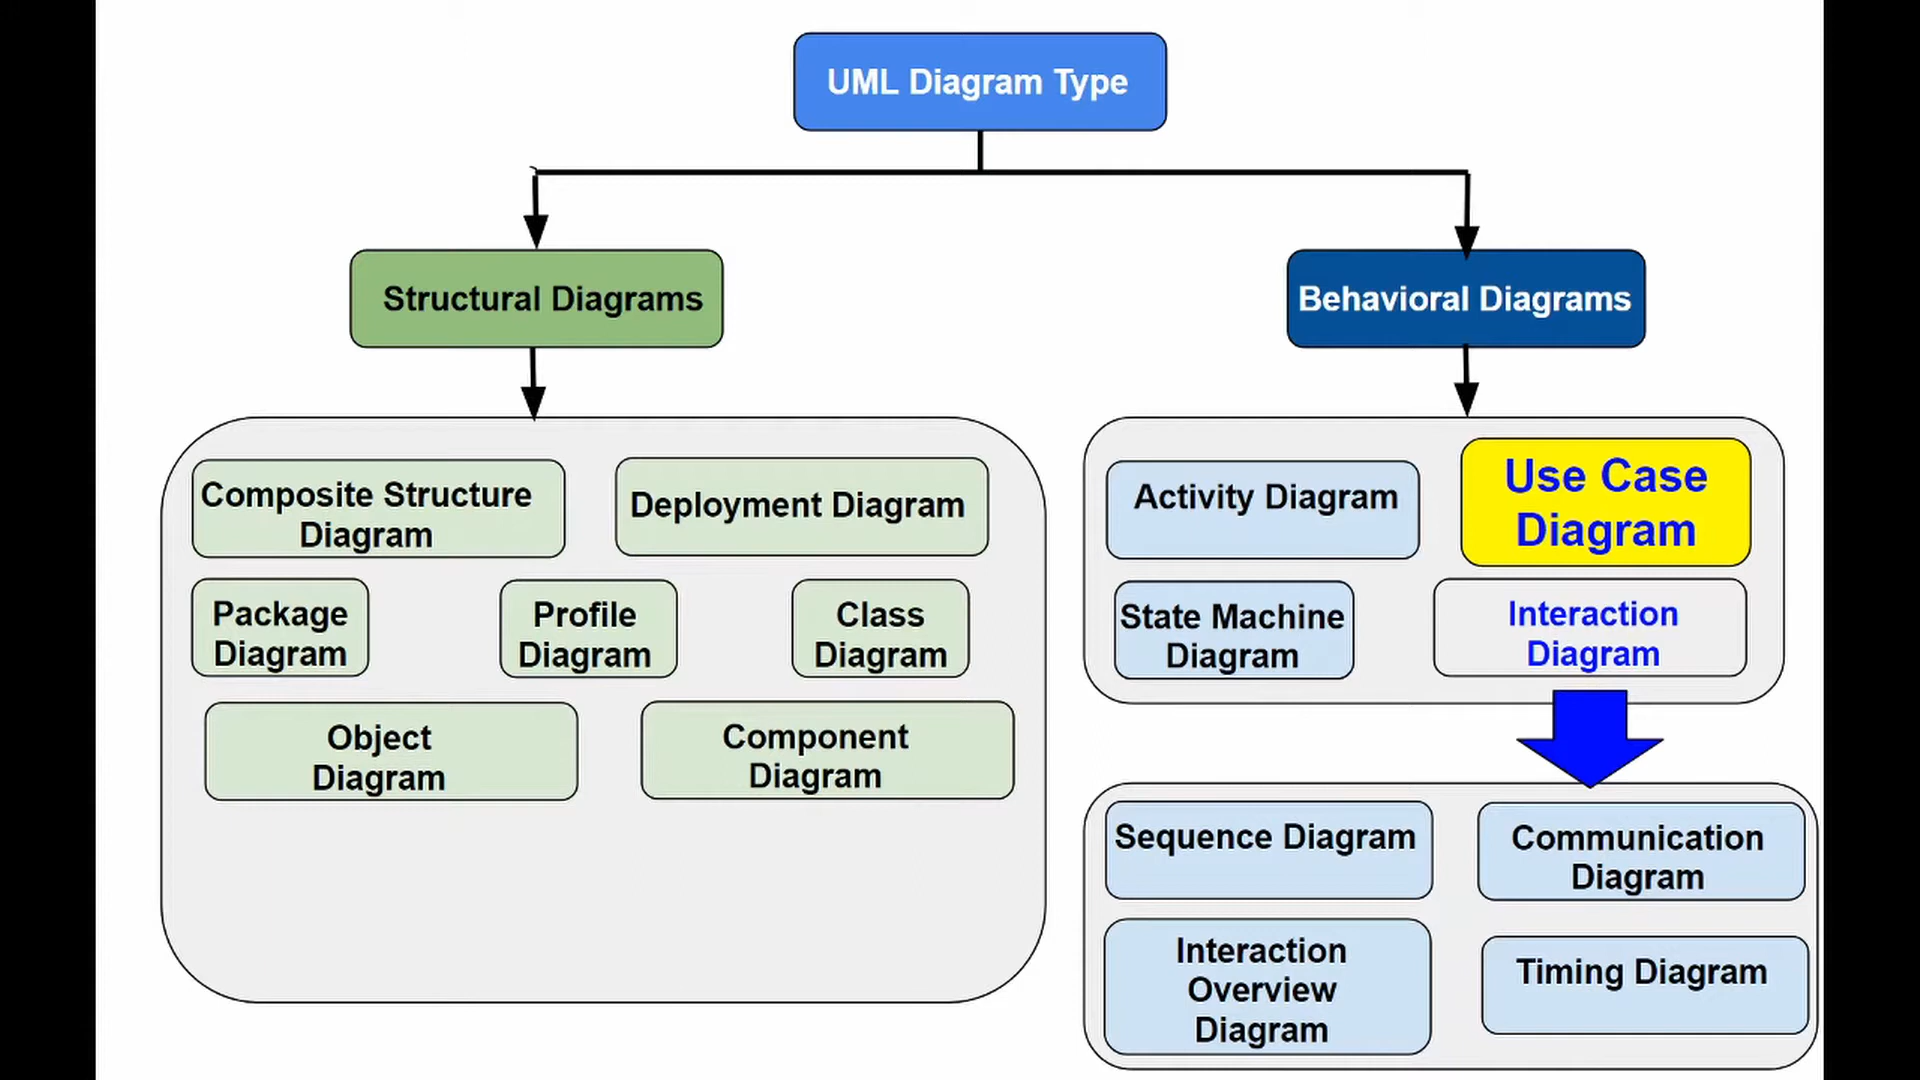 UML Diagram Type
Structural Diagrams
Behavioral Diagrams
Composite Structure
Diagram
Deployment Diagram
Package
Diagram
Profile
Diagram
Class
Diagram
Object
Diagram
Component
Diagram
Activity Diagram
Use Case
Diagram
State Machine
Diagram
Interaction
Diagram
Sequence Diagram
Communication
Diagram
Interaction
Overview
Diagram
Timing Diagram